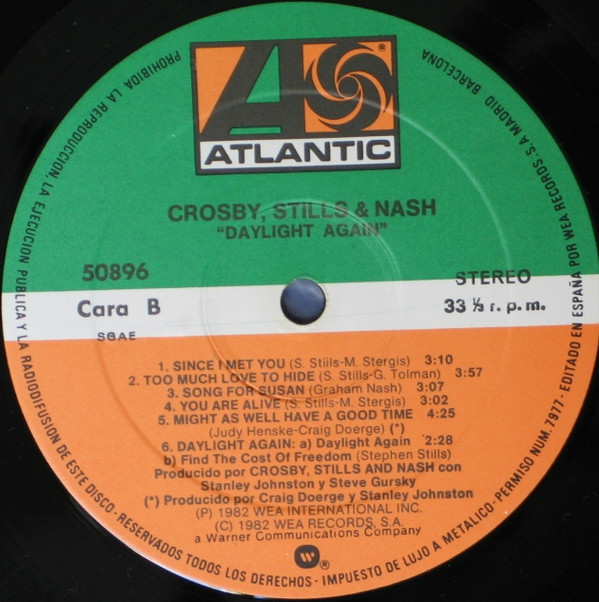 ATLANTIC
®
CROSBY, STILLS & NASH
"DAYLIGHT AGAIN"
50896
STEREO
Cara B
33 ⅓ r. p. m.
SGAE
1. SINCE I MET YOU (S. Stills-M. Stergis) 3:10
2. TOO MUCH LOVE TO HIDE (S. Stills-G. Tolman) 3:57
3. SONG FOR SUSAN (Graham Nash) 3:07
4. YOU ARE ALIVE (S. Stills-M. Stergis) 3:02
5. MIGHT AS WELL HAVE A GOOD TIME 4:25
(Judy Henske-Craig Doerge) (*)
6. DAYLIGHT AGAIN: a) Daylight Again 2:28
b) Find The Cost Of Freedom (Stephen Stills)
Producido por CROSBY, STILLS AND NASH con
Stanley Johnston y Steve Gursky
(*) Producido por Craig Doerge y Stanley Johnston
(P) 1982 WEA INTERNATIONAL INC.
(C) 1982 WEA RECORDS, S.A.
a Warner Communications Company
®
PROHIBIDA LA REPRODUCCION, LA EJECUCION PUBLICA Y LA RADIODIFUSION DE ESTE DISCO-RESERVADOS TODOS LOS DERECHOS-IMPUESTO DE LUJO A METALICO-PERMISO NUM. 7977-EDITADO EN ESPAÑA POR WEA RECORDS, S.A MADRID BARCELONA